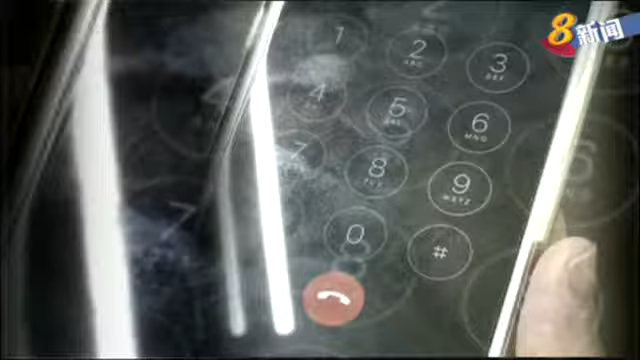 8新闻
1
2 ABC
3 DEF
4
5 JKL
6 MNO
7
8 TUV
9 WXYZ
0
#